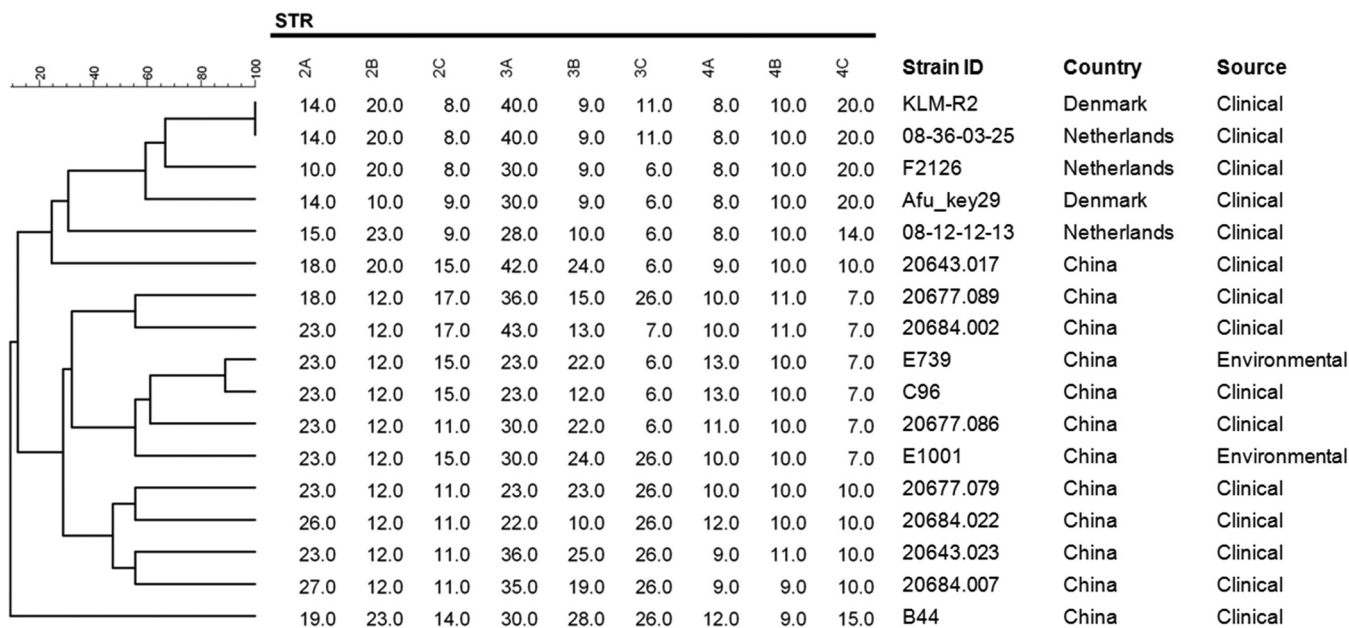 STR
20 40 60 80 100 2A 2B 2C 3A 3B 3C 4A 4B 4C Strain ID Country Source
14.0 20.0 8.0 40.0 9.0 11.0 8.0 10.0 20.0 KLM-R2 Denmark Clinical
14.0 20.0 8.0 40.0 9.0 11.0 8.0 10.0 20.0 08-36-03-25 Netherlands Clinical
10.0 20.0 8.0 30.0 9.0 6.0 8.0 10.0 20.0 F2126 Netherlands Clinical
14.0 10.0 9.0 30.0 9.0 6.0 8.0 10.0 20.0 Afu_key29 Denmark Clinical
15.0 23.0 9.0 28.0 10.0 6.0 8.0 10.0 14.0 08-12-12-13 Netherlands Clinical
18.0 20.0 15.0 42.0 24.0 6.0 9.0 10.0 10.0 20643.017 China Clinical
18.0 12.0 17.0 36.0 15.0 26.0 10.0 11.0 7.0 20677.089 China Clinical
23.0 12.0 17.0 43.0 13.0 7.0 10.0 11.0 7.0 20684.002 China Clinical
23.0 12.0 15.0 23.0 22.0 6.0 13.0 10.0 7.0 E739 China Environmental
23.0 12.0 15.0 23.0 12.0 6.0 13.0 10.0 7.0 C96 China Clinical
23.0 12.0 11.0 30.0 22.0 6.0 11.0 10.0 7.0 20677.086 China Clinical
23.0 12.0 15.0 30.0 24.0 26.0 10.0 10.0 7.0 E1001 China Environmental
23.0 12.0 11.0 23.0 23.0 26.0 10.0 10.0 10.0 20677.079 China Clinical
26.0 12.0 11.0 22.0 10.0 26.0 12.0 10.0 10.0 20684.022 China Clinical
23.0 12.0 11.0 36.0 25.0 26.0 9.0 11.0 10.0 20643.023 China Clinical
27.0 12.0 11.0 35.0 19.0 26.0 9.0 9.0 10.0 20684.007 China Clinical
19.0 23.0 14.0 30.0 28.0 26.0 12.0 9.0 15.0 B44 China Clinical